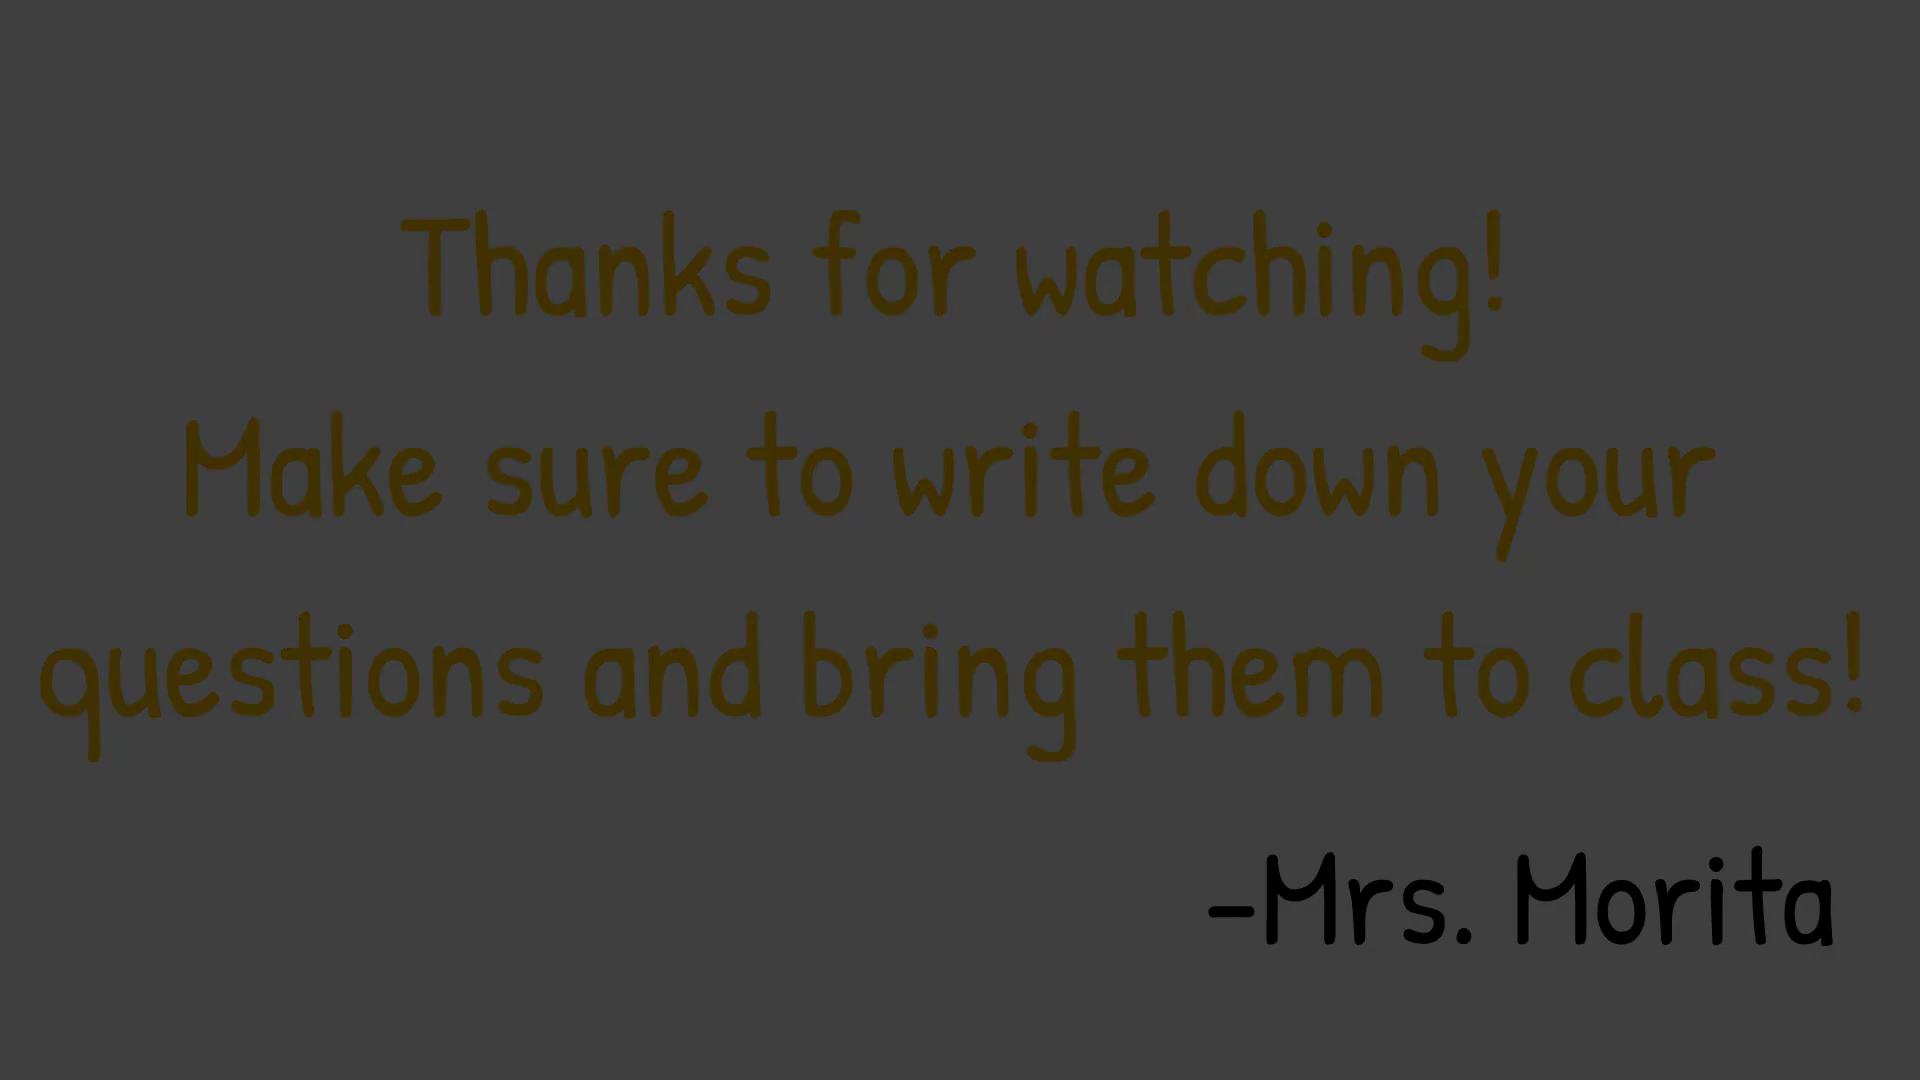 Thanks for watching!
Make sure to write down your
questions and bring them to class!
-Mrs. Morita